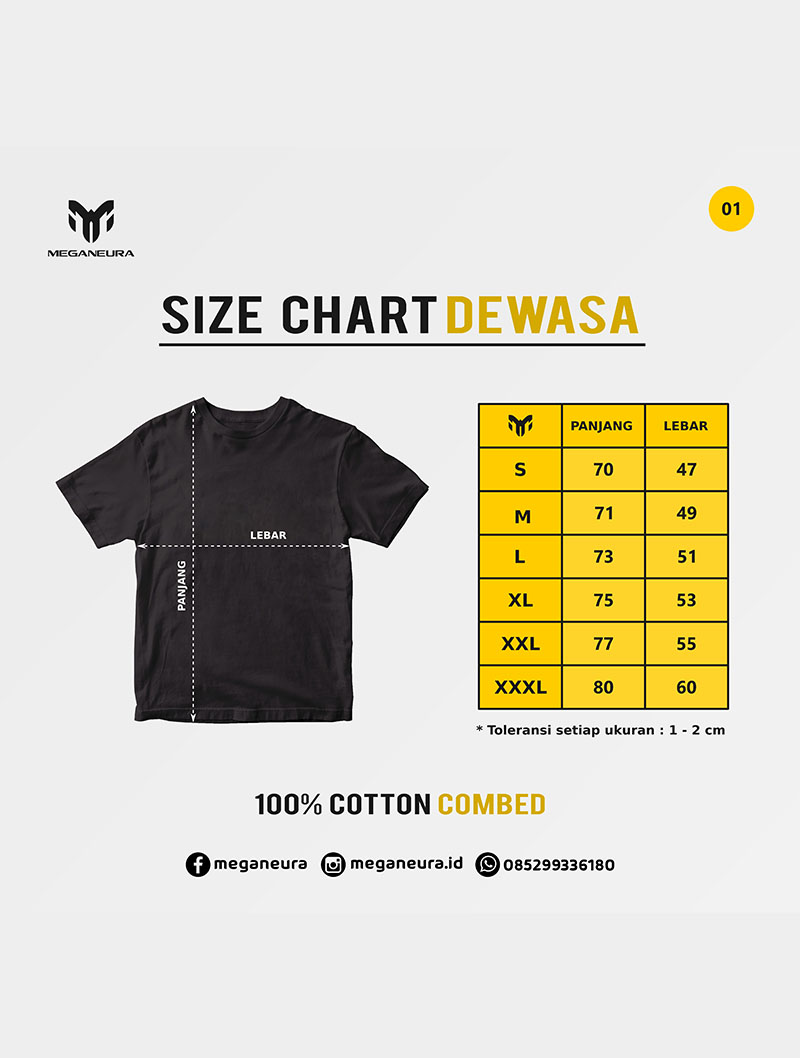 MEGANEURA
01
SIZE CHART DEWASA
LEBAR
PANJANG
PANJANG LEBAR
S 70 47
M 71 49
L 73 51
XL 75 53
XXL 77 55
XXXL 80 60
* Toleransi setiap ukuran : 1 - 2 cm
100% COTTON COMBED
meganeura meganeura.id 085299336180